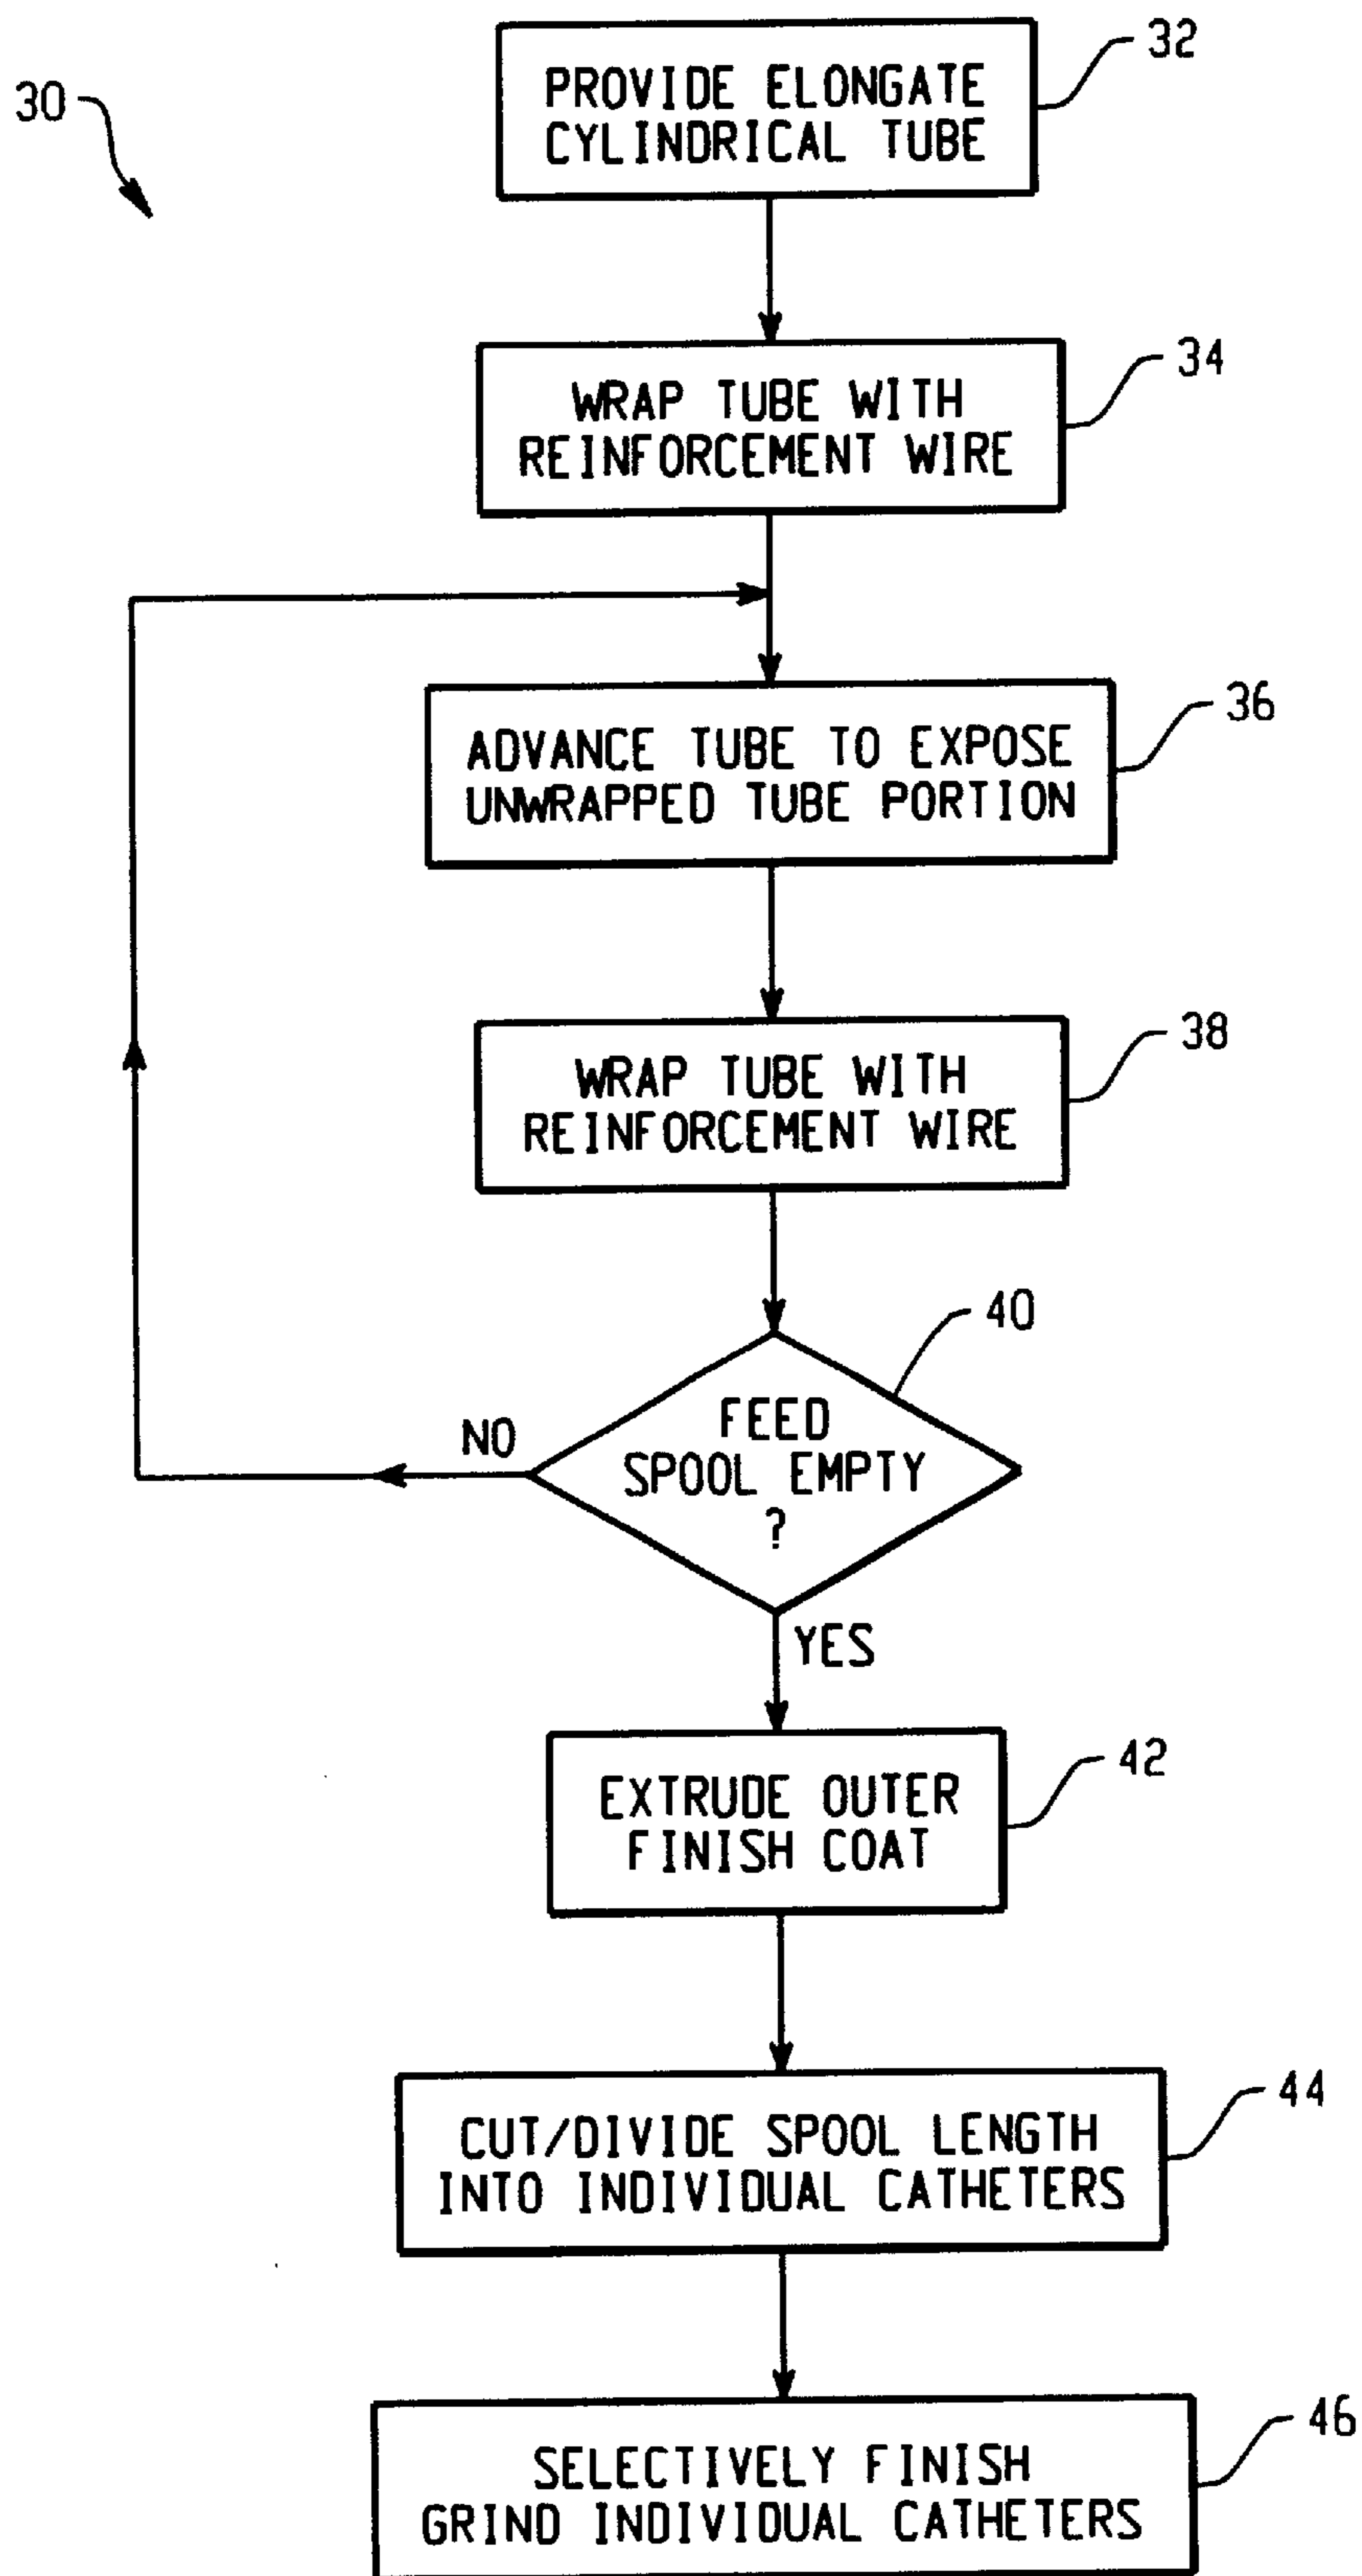 32
30
PROVIDE ELONGATE
CYLINDRICAL TUBE
34
WRAP TUBE WITH
REINFORCEMENT WIRE
36
ADVANCE TUBE TO EXPOSE
UNWRAPPED TUBE PORTION
38
WRAP TUBE WITH
REINFORCEMENT WIRE
40
FEED
SPOOL EMPTY
?
NO
YES
42
EXTRUDE OUTER
FINISH COAT
44
CUT/DIVIDE SPOOL LENGTH
INTO INDIVIDUAL CATHETERS
46
SELECTIVELY FINISH
GRIND INDIVIDUAL CATHETERS